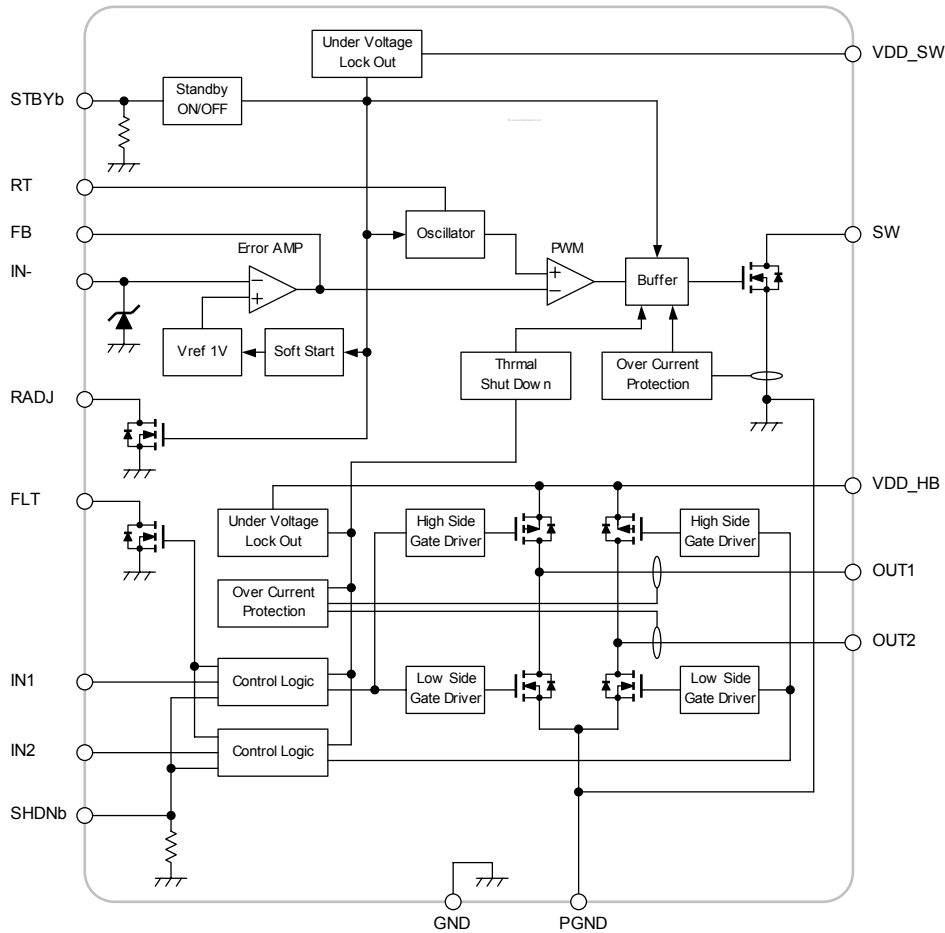 Under Voltage
Lock Out
VDD_SW
STBYb
Standby
ON/OFF
RT
FB
Error AMP
Oscillator
PWM
SW
IN-
−
+
+
−
Buffer
Vref 1V
Soft Start
Thrmal
Shut Down
Over Current
Protection
RADJ
VDD_HB
FLT
Under Voltage
Lock Out
High Side
Gate Driver
High Side
Gate Driver
OUT1
Over Current
Protection
OUT2
IN1
Control Logic
Low Side
Gate Driver
Low Side
Gate Driver
IN2
Control Logic
SHDNb
GND
PGND